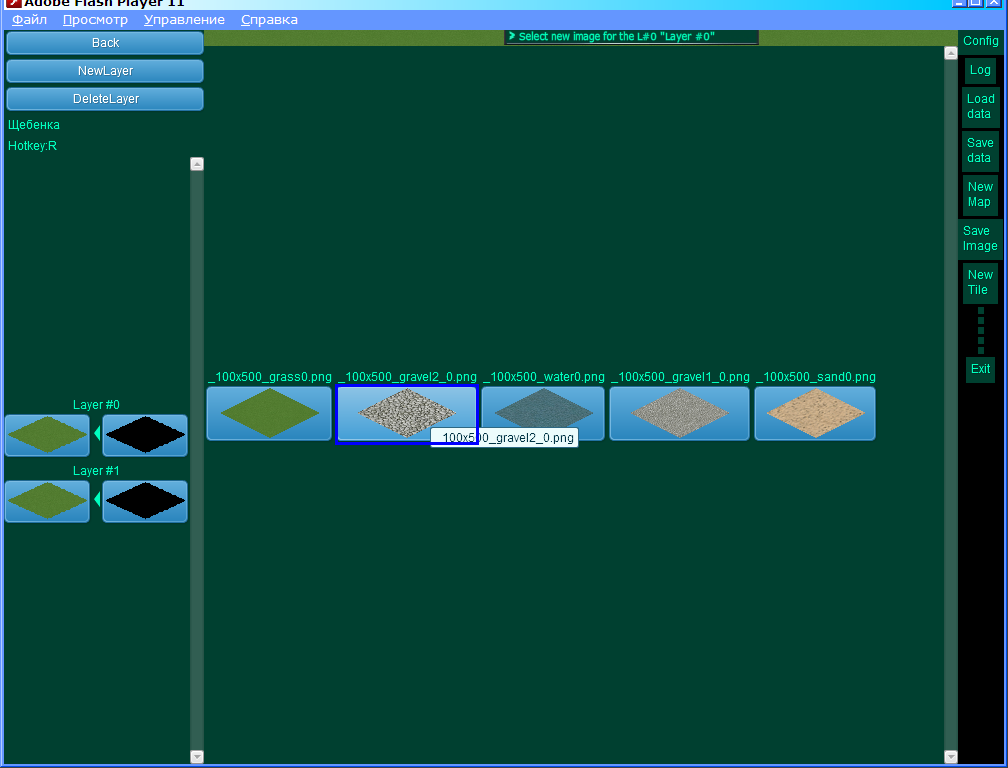 Adobe Flash Player 11
Файл Просмотр Управление Справка
Back
NewLayer
DeleteLayer
Щебенка
Hotkey:R
Layer #0
Layer #1
Select new image for the L#0 "Layer #0"
_100x500_grass0.png _100x500_gravel2_0.png _100x500_water0.png _100x500_gravel1_0.png _100x500_sand0.png
_100x500_gravel2_0.png
Config
Log
Load
data
Save
data
New
Map
Save
Image
New
Tile
Exit